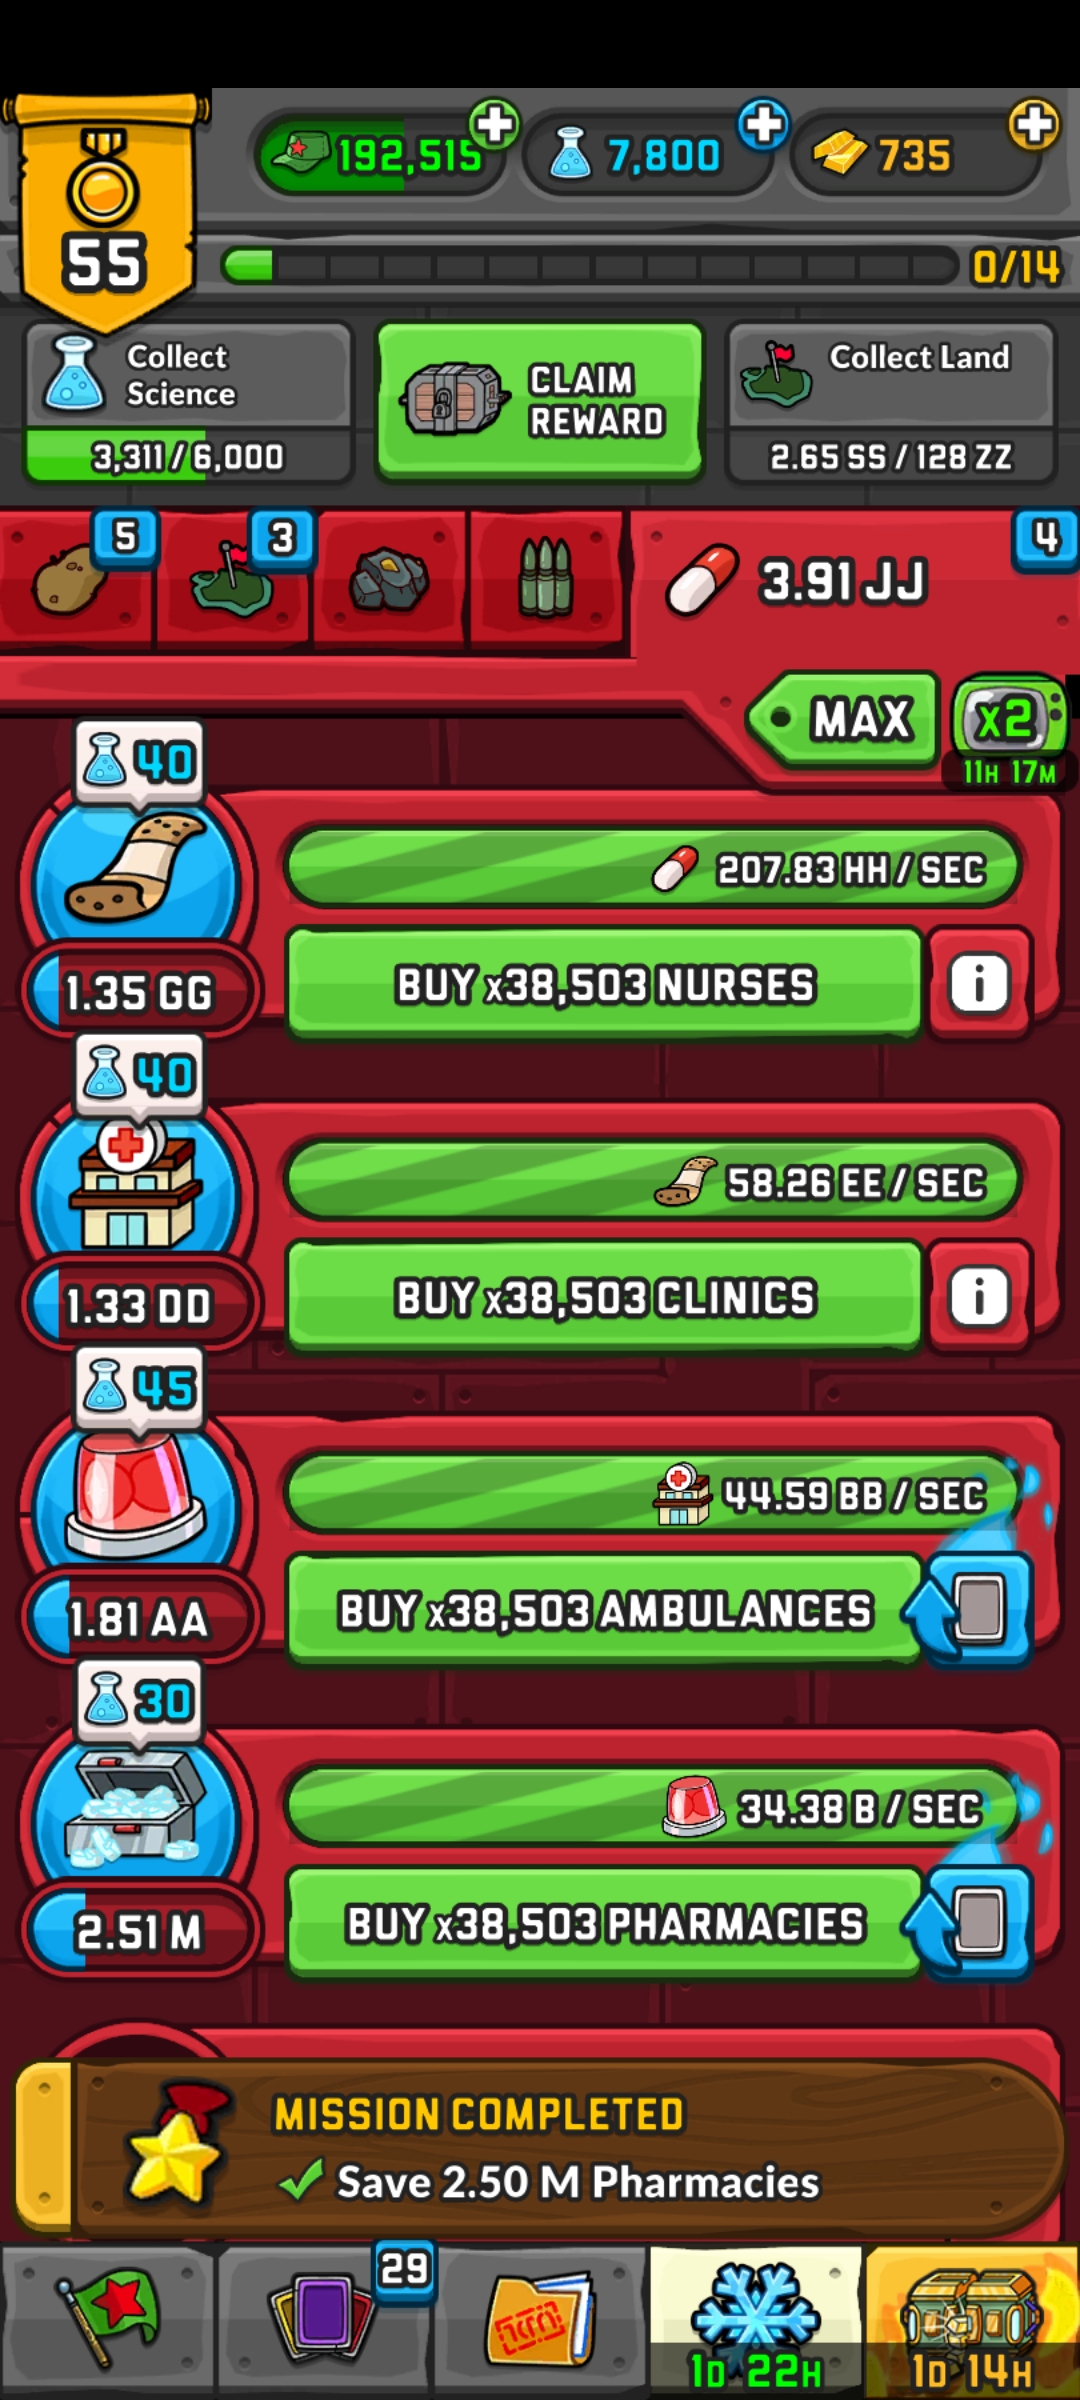 192,515
7,800
735
55
0/14
Collect
Science
3,311/6,000
CLAIM
REWARD
Collect Land
2.65 SS / 128 ZZ
5
3
3.91 JJ
4
MAX
x2
11H 17M
40
207.83 HH / SEC
BUY x38,503 NURSES
i
1.35 GG
40
58.26 EE / SEC
BUY x38,503 CLINICS
i
1.33 DD
45
44.59 BB / SEC
BUY x38,503 AMBULANCES
1.81 AA
30
34.38 B / SEC
BUY x38,503 PHARMACIES
2.51 M
MISSION COMPLETED
Save 2.50 M Pharmacies
29
1D 22H
1D 14H